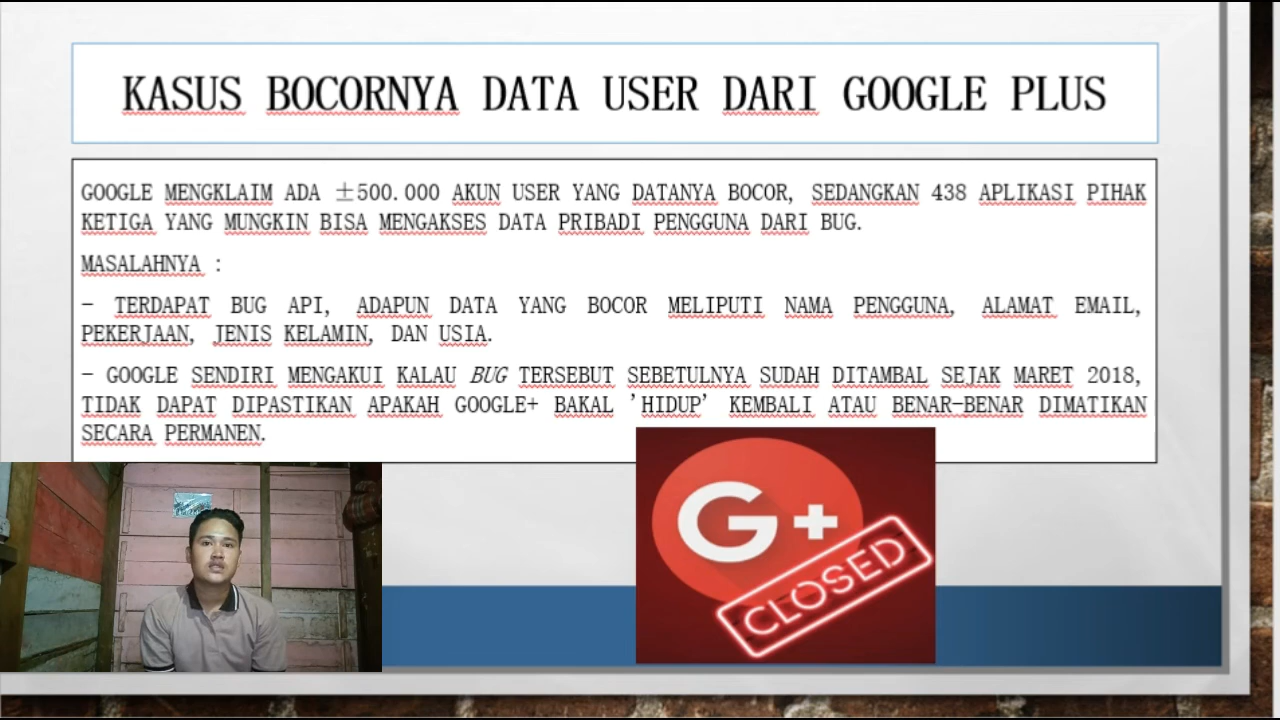 KASUS BOCORNYA DATA USER DARI GOOGLE PLUS
GOOGLE MENGKLAIM ADA ±500.000 AKUN USER YANG DATANYA BOCOR, SEDANGKAN 438 APLIKASI PIHAK
KETIGA YANG MUNGKIN BISA MENGAKSES DATA PRIBADI PENGGUNA DARI BUG.
MASALAHNYA :
- TERDAPAT BUG API, ADAPUN DATA YANG BOCOR MELIPUTI NAMA PENGGUNA, ALAMAT EMAIL,
PEKERJAAN, JENIS KELAMIN, DAN USIA.
- GOOGLE SENDIRI MENGAKUI KALAU BUG TERSEBUT SEBETULNYA SUDAH DITAMBAL SEJAK MARET 2018,
TIDAK DAPAT DIPASTIKAN APAKAH GOOGLE+ BAKAL 'HIDUP' KEMBALI ATAU BENAR-BENAR DIMATIKAN
SECARA PERMANEN.
G+
CLOSED